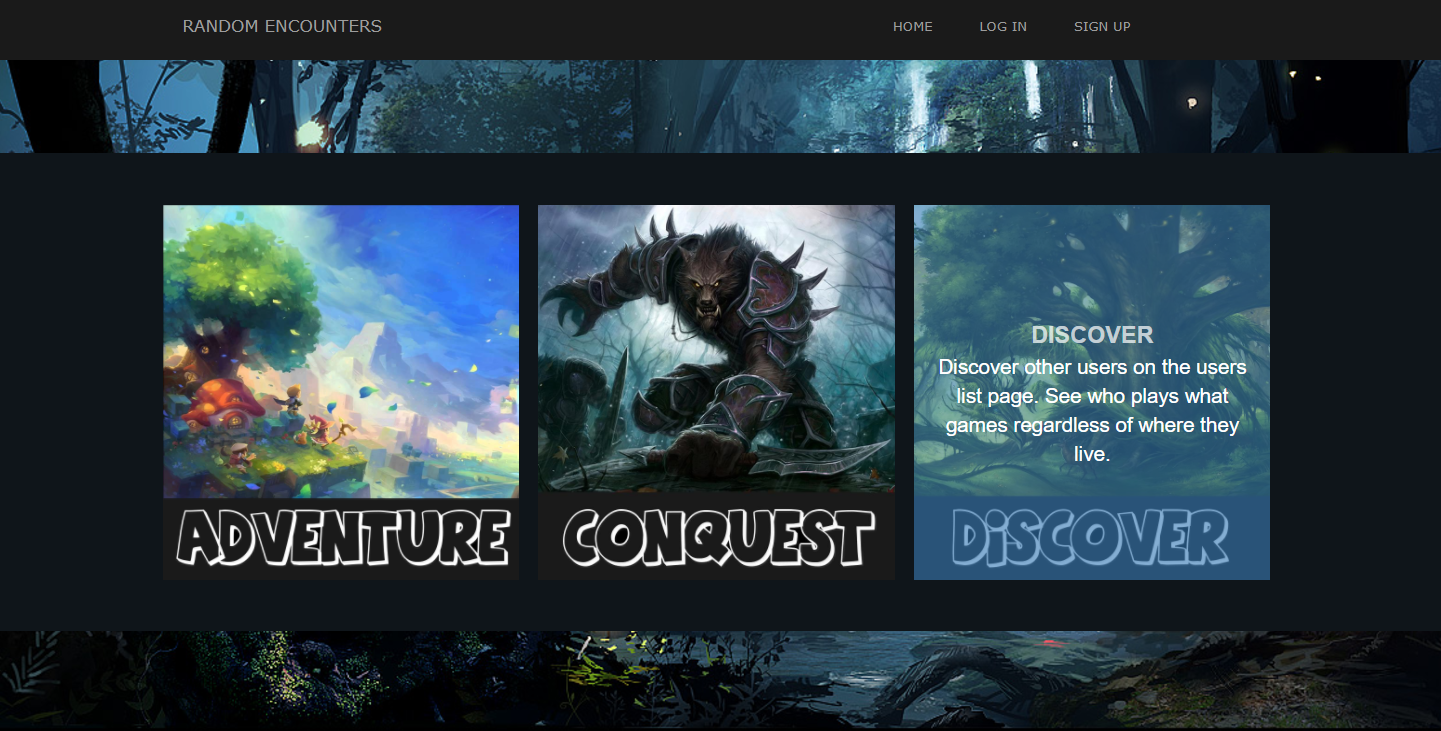 RANDOM ENCOUNTERS
HOME LOG IN SIGN UP
ADVENTURE
CONQUEST
DISCOVER
Discover other users on the users
list page. See who plays what
games regardless of where they
live.
DiSCOVER